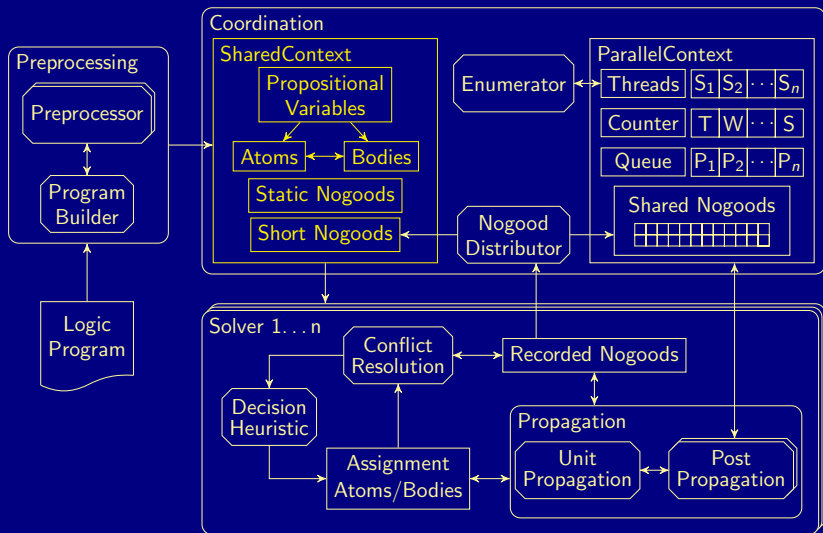 Coordination
Preprocessing
Preprocessor
Program
Builder
Logic
Program
SharedContext
Propositional
Variables
Atoms
Bodies
Static Nogoods
Short Nogoods
Enumerator
Nogood
Distributor
ParallelContext
Threads S1 S2 ... Sn
Counter T W ... S
Queue P1 P2 ... Pn
Shared Nogoods
Solver 1...n
Conflict
Resolution
Recorded Nogoods
Decision
Heuristic
Assignment
Atoms/Bodies
Propagation
Unit
Propagation
Post
Propagation